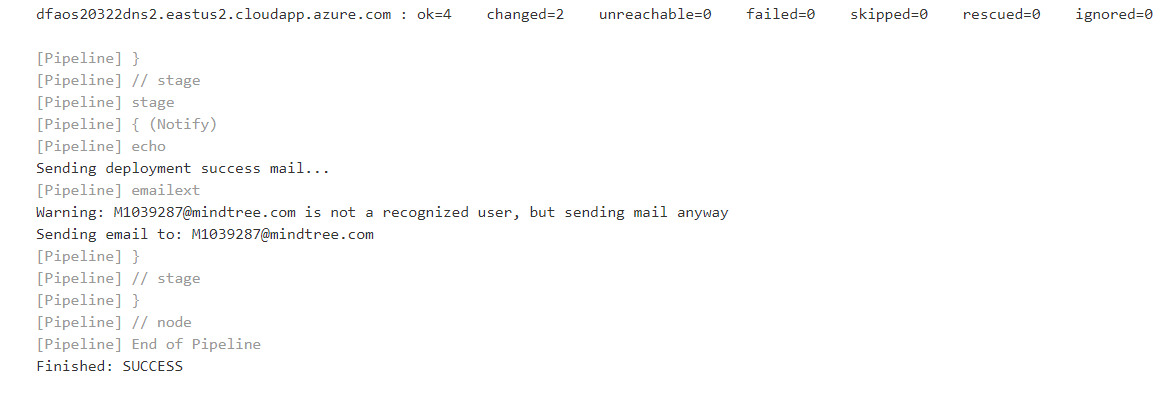 dfaos20322dns2.eastus2.cloudapp.azure.com : ok=4    changed=2    unreachable=0    failed=0    skipped=0    rescued=0    ignored=0
[Pipeline] }
[Pipeline] // stage
[Pipeline] stage
[Pipeline] { (Notify)
[Pipeline] echo
Sending deployment success mail...
[Pipeline] emailext
Warning: M1039287@mindtree.com is not a recognized user, but sending mail anyway
Sending email to: M1039287@mindtree.com
[Pipeline] }
[Pipeline] // stage
[Pipeline] }
[Pipeline] // node
[Pipeline] End of Pipeline
Finished: SUCCESS